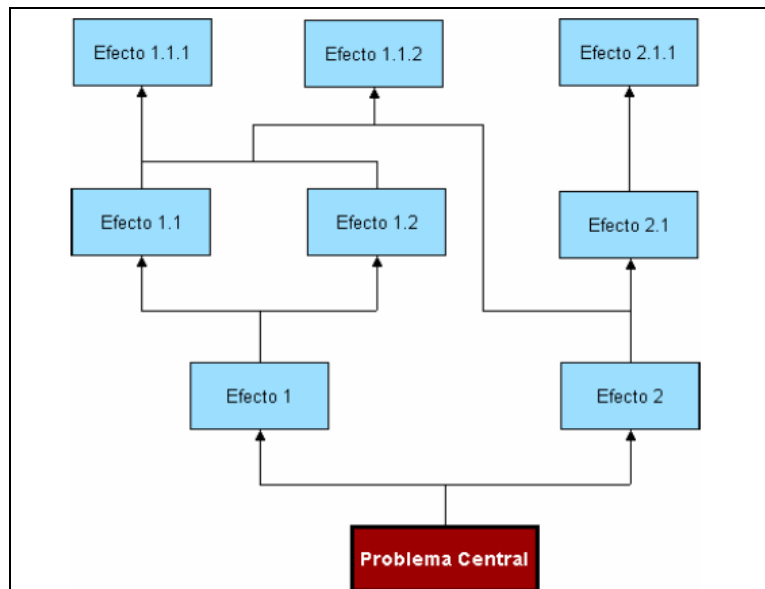 Efecto 1.1.1
Efecto 1.1.2
Efecto 2.1.1
Efecto 1.1
Efecto 1.2
Efecto 2.1
Efecto 1
Efecto 2
Problema Central